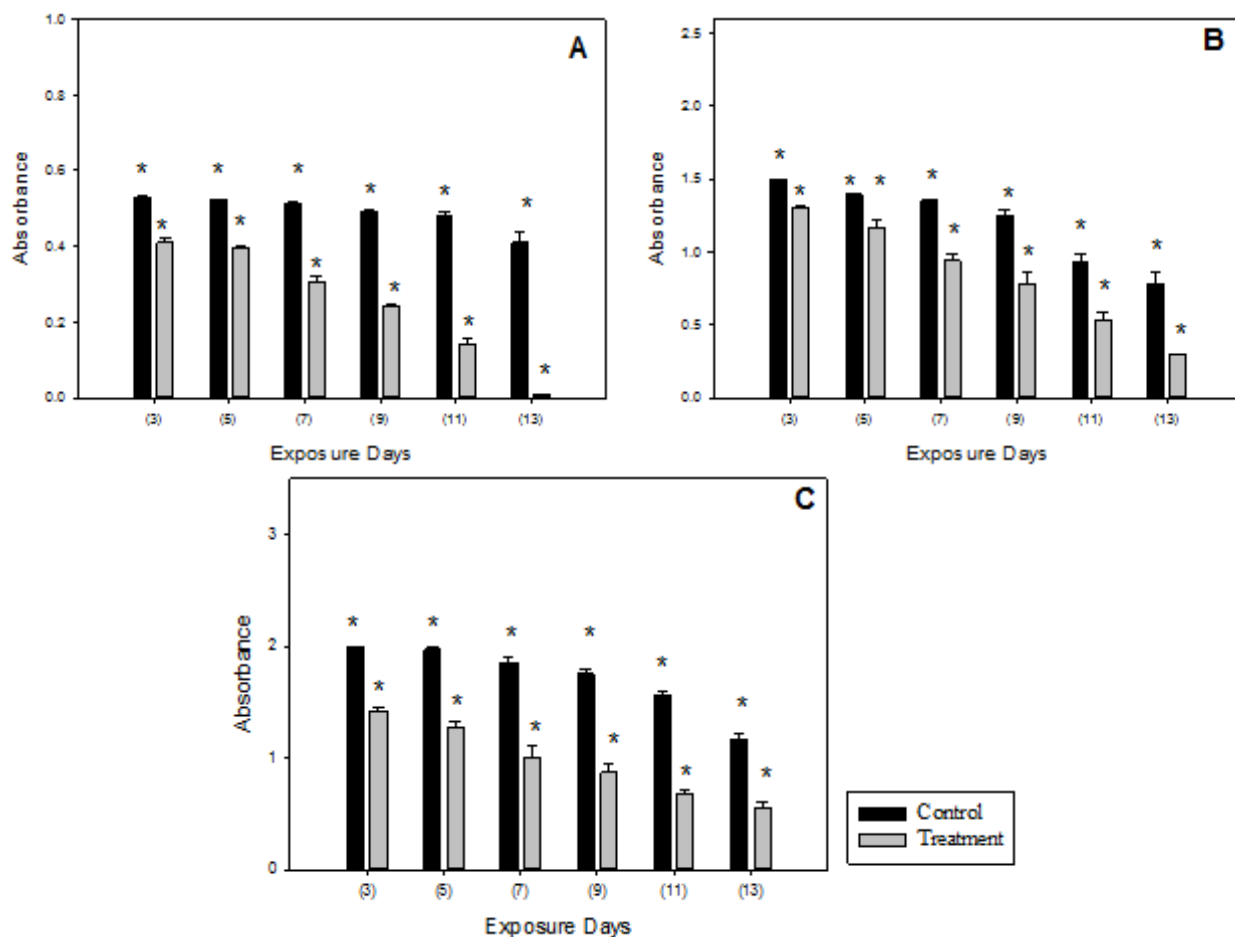 A
1.0
0.8
0.6
0.4
0.2
0.0
Absorbance
* * * * * *
* * * * * *
(3) (5) (7) (9) (11) (13)
Exposure Days
B
2.5
2.0
1.5
1.0
0.5
0.0
Absorbance
* * * * * * *
* * * * *
(3) (5) (7) (9) (11) (13)
Exposure Days
C
3
2
1
0
Absorbance
* * * * * *
* * * * * *
(3) (5) (7) (9) (11) (13)
Exposure Days
Control
Treatment